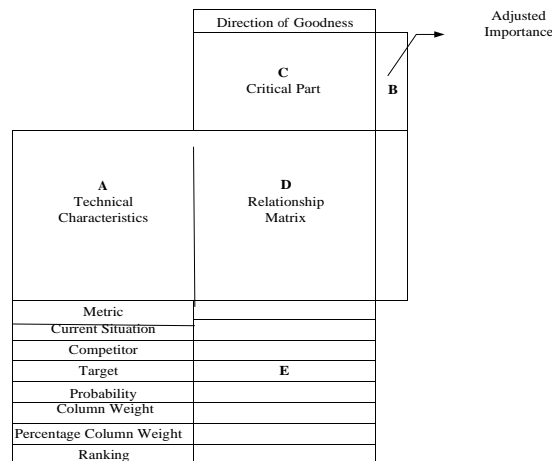 Direction of Goodness
Adjusted
Importance
C
Critical Part
B
A
Technical
Characteristics
D
Relationship
Matrix
Metric
Current Situation
Competitor
Target
E
Probability
Column Weight
Percentage Column Weight
Ranking